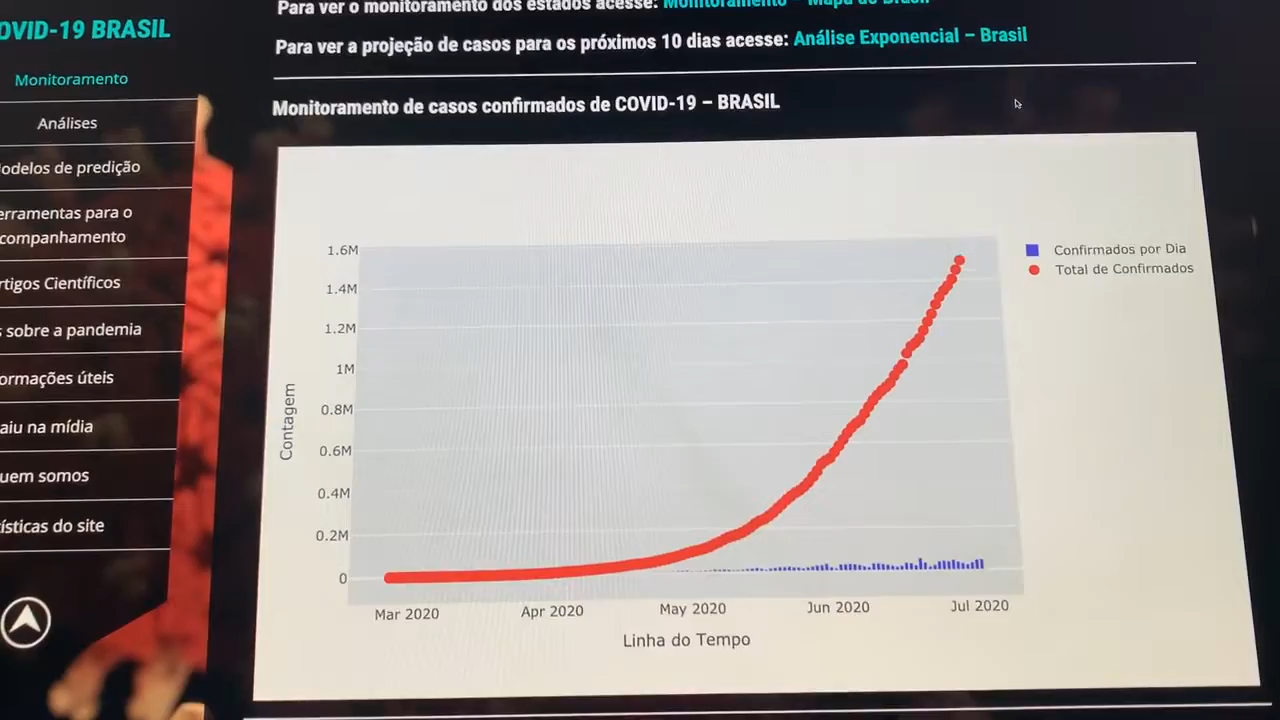 Para ver o monitoramento dos estados acesse: Monitoramento – Mapa do Brasil
Para ver a projeção de casos para os próximos 10 dias acesse: Análise Exponencial – Brasil
OVID-19 BRASIL
Monitoramento
Análises
odelos de predição
erramentas para o
companhamento
rtigos Científicos
s sobre a pandemia
ormações úteis
aiu na mídia
uem somos
ísticas do site
Monitoramento de casos confirmados de COVID-19 – BRASIL
Confirmados por Dia
Total de Confirmados
Contagem
1.6M
1.4M
1.2M
1M
0.8M
0.6M
0.4M
0.2M
0
Mar 2020
Apr 2020
May 2020
Jun 2020
Jul 2020
Linha do Tempo